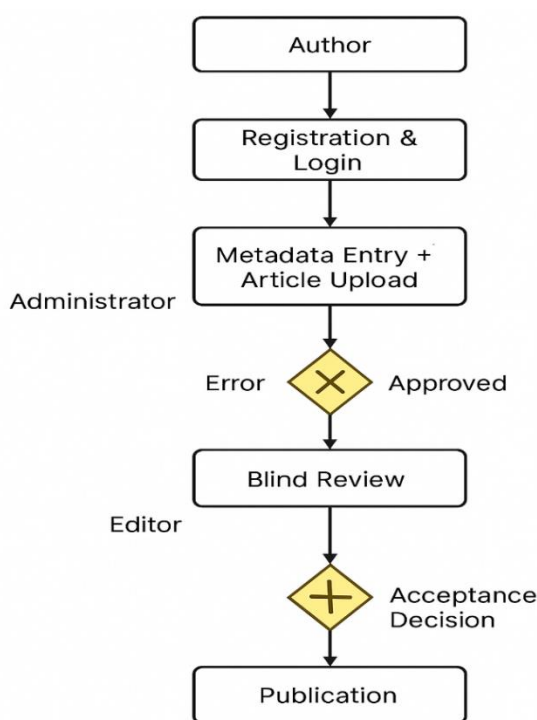 Author
Registration &
Login
Metadata Entry +
Article Upload
Administrator
Error
Approved
Blind Review
Editor
Acceptance
Decision
Publication